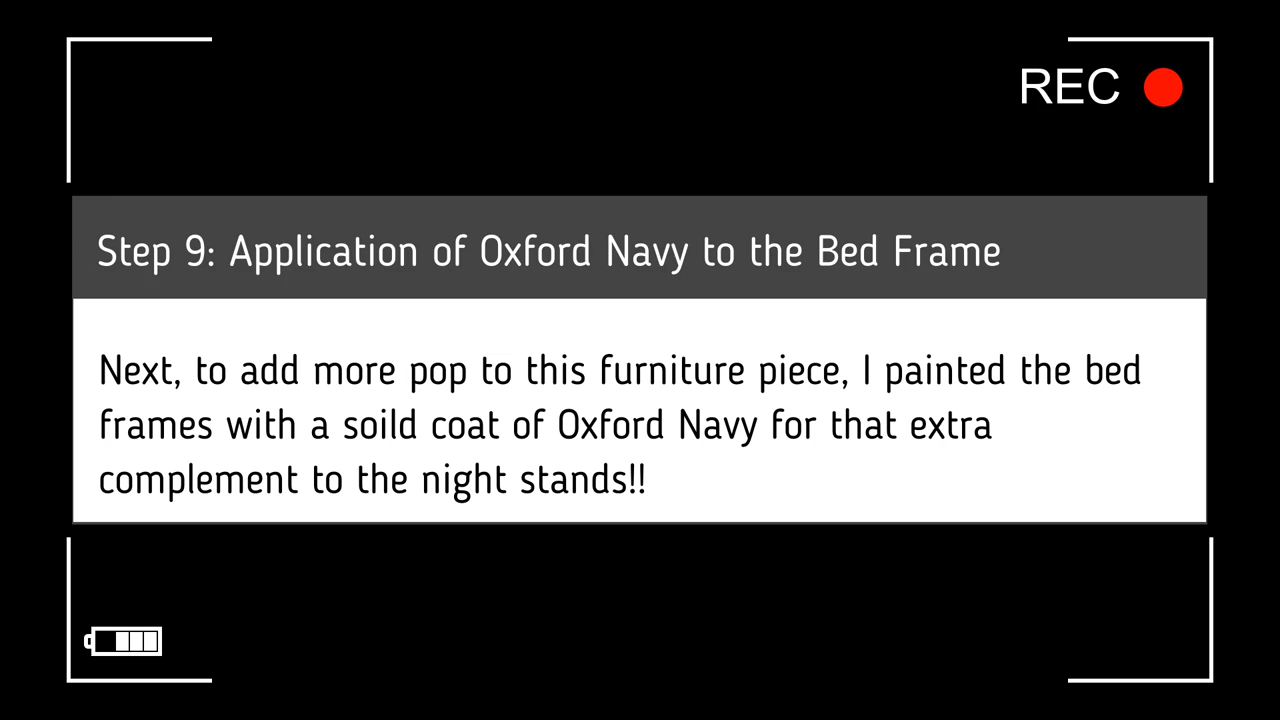 REC
Step 9: Application of Oxford Navy to the Bed Frame
Next, to add more pop to this furniture piece, I painted the bed
frames with a soild coat of Oxford Navy for that extra
complement to the night stands!!